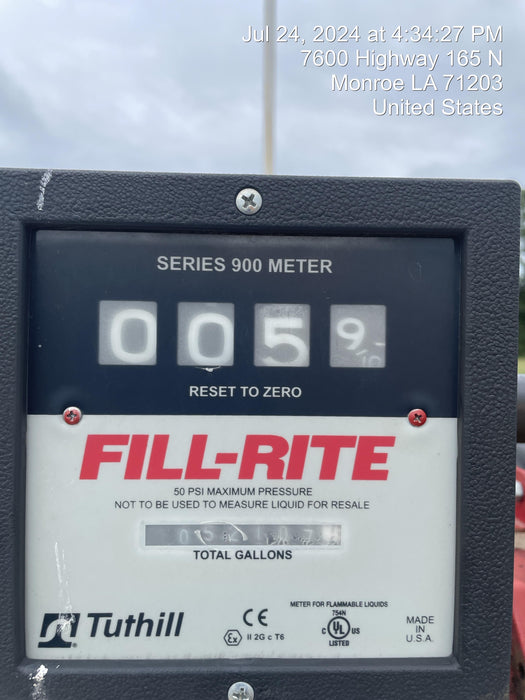 Jul 24, 2024 at 4:34:27 PM
7600 Highway 165 N
Monroe LA 71203
United States
SERIES 900 METER
0 0 5 9/10
RESET TO ZERO
FILL-RITE
50 PSI MAXIMUM PRESSURE
NOT TO BE USED TO MEASURE LIQUID FOR RESALE
TOTAL GALLONS
METER FOR FLAMMABLE LIQUIDS
754N
Tuthill
CE
Ex II 2G c T6
C UL US
LISTED
MADE
IN
U.S.A.